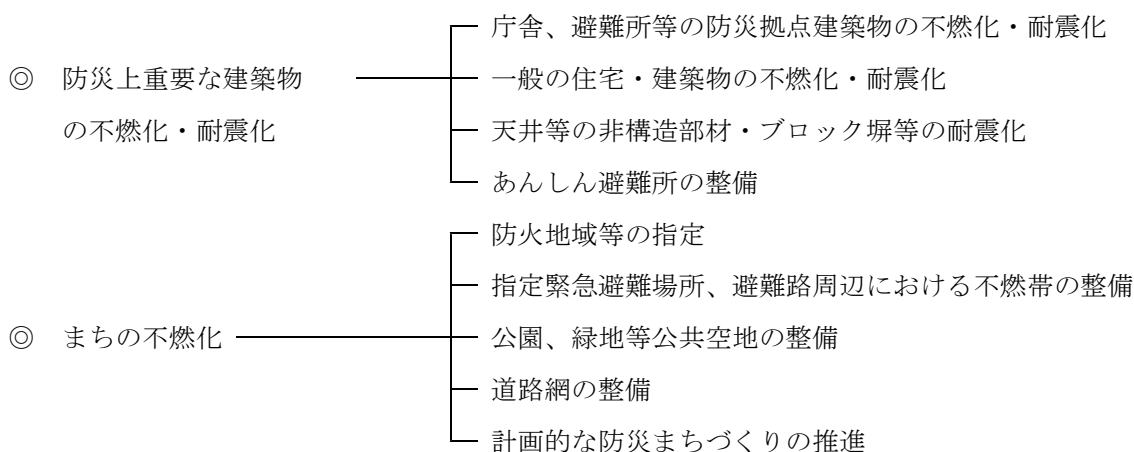 庁舎、避難所等の防災拠点建築物の不燃化・耐震化
◎ 防災上重要な建築物
の不燃化・耐震化
一般の住宅・建築物の不燃化・耐震化
天井等の非構造部材・ブロック塀等の耐震化
あんしん避難所の整備
◎ まちの不燃化
防火地域等の指定
指定緊急避難場所、避難路周辺における不燃帯の整備
公園、緑地等公共空地の整備
道路網の整備
計画的な防災まちづくりの推進